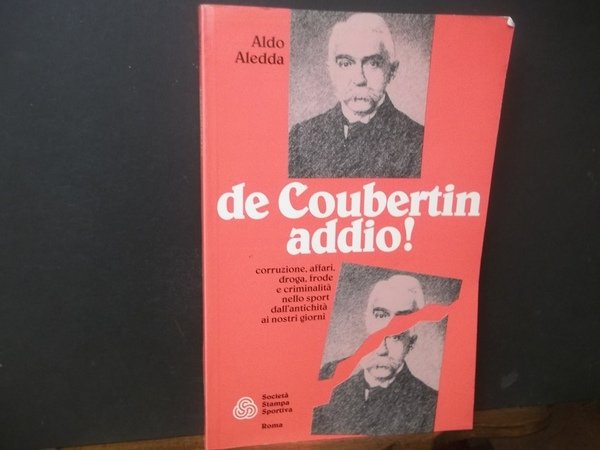 Aldo
Aledda
de Coubertin
addio!
corruzione, affari,
droga, frode
e criminalità
nello sport
dall'antichità
ai nostri giorni
Società
Stampa
Sportiva
Roma